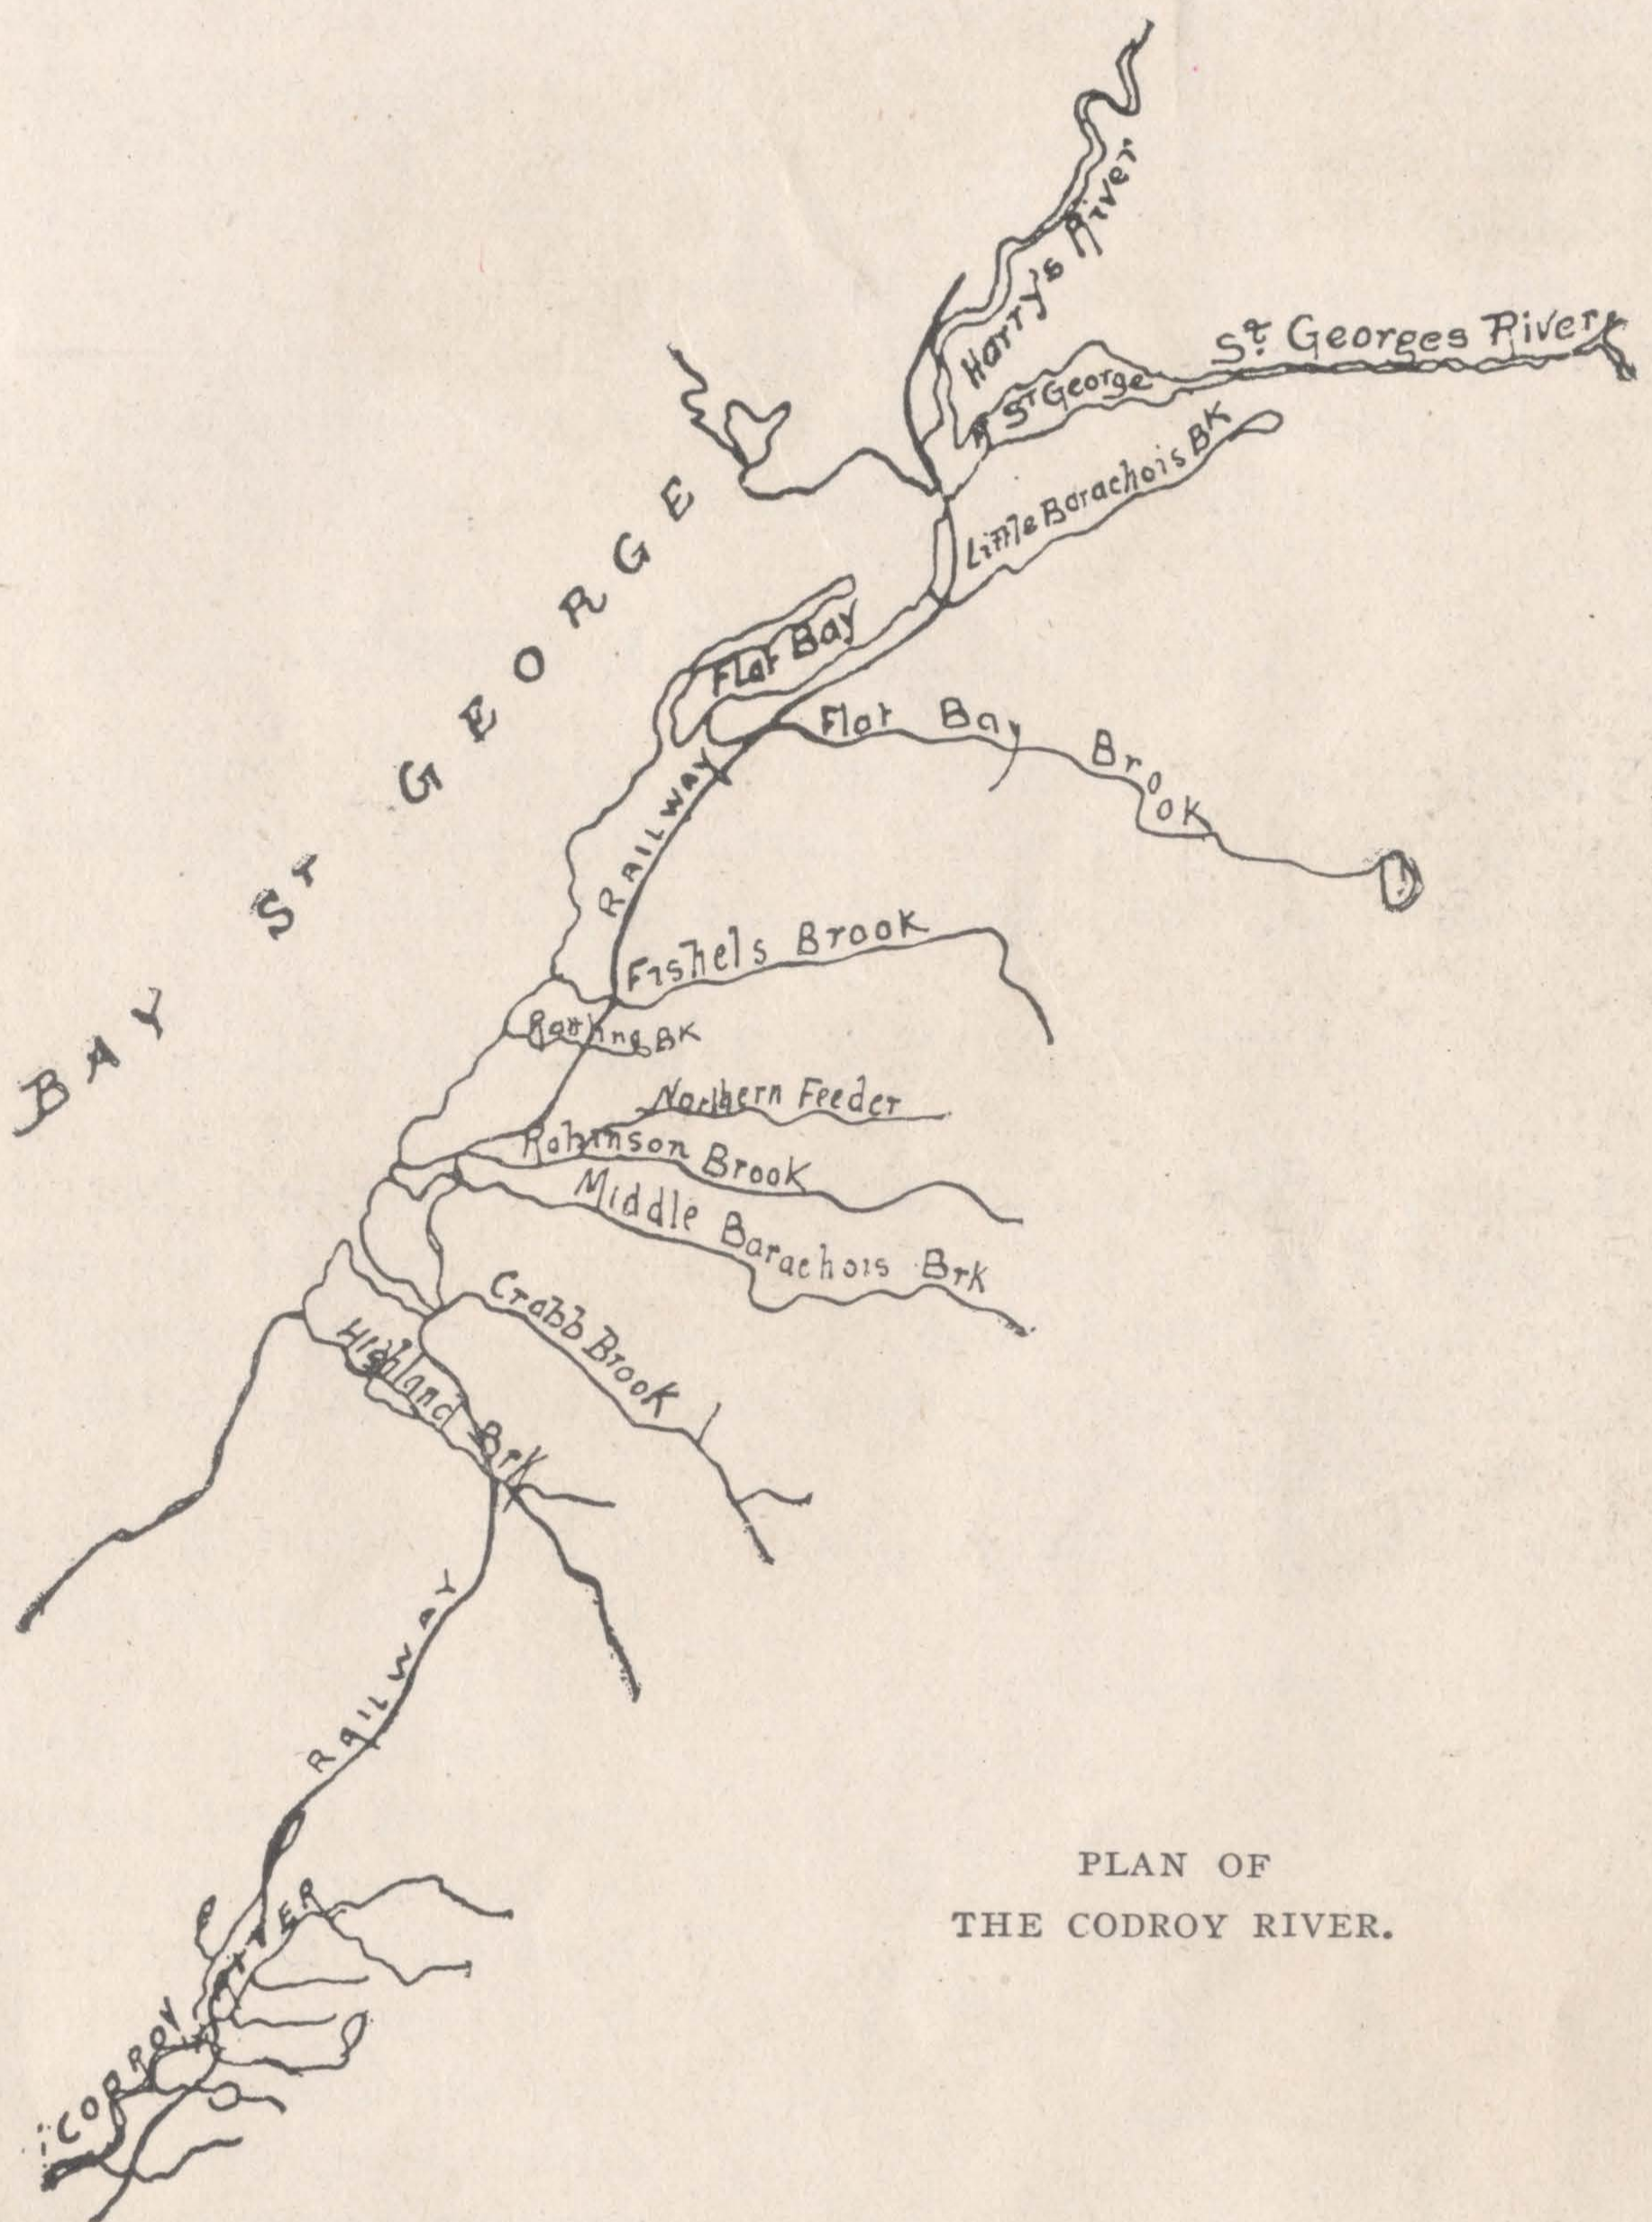 Harry's River
St. Georges River
R St George
Little Barachois BK
BAY ST GEORGE
Flat Bay
Flat Bay Brook
RAILWAY
Fishels Brook
Rattling BK
Northern Feeder
Robinson Brook
Middle Barachois Brk
Crabb Brook
Highland Brk
RAILWAY
PLAN OF
THE CODROY RIVER.